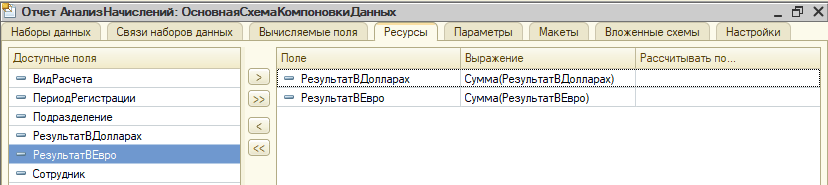 Отчет АнализНачислений: ОсновнаяСхемаКомпоновкиДанных
Наборы данных Связи наборов данных Вычисляемые поля Ресурсы Параметры Макеты Вложенные схемы Настройки
Доступные поля
ВидРасчета
ПериодРегистрации
Подразделение
РезультатВДолларах
РезультатВЕвро
Сотрудник
>
>>
<
<<
Поле Выражение Рассчитывать по...
РезультатВДолларах Сумма(РезультатВДолларах)
РезультатВЕвро Сумма(РезультатВЕвро)